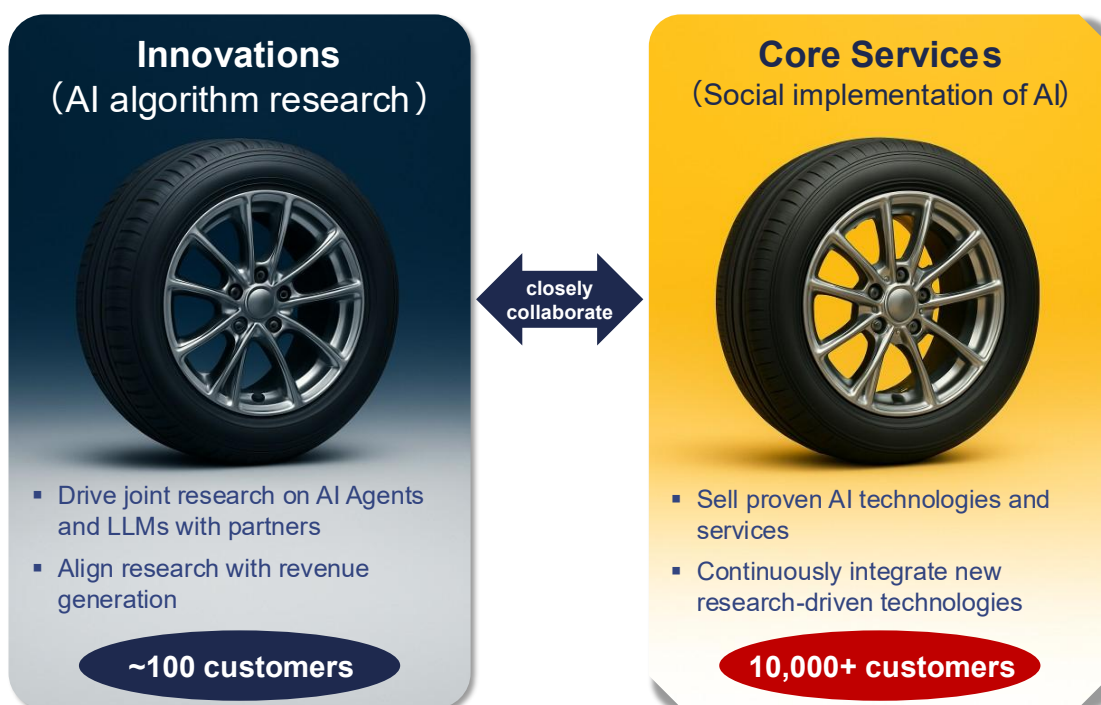 Innovations
（AI algorithm research）
▪ Drive joint research on AI Agents
and LLMs with partners
▪ Align research with revenue
generation
~100 customers
closely
collaborate
Core Services
（Social implementation of AI）
▪ Sell proven AI technologies and
services
▪ Continuously integrate new
research-driven technologies
10,000+ customers